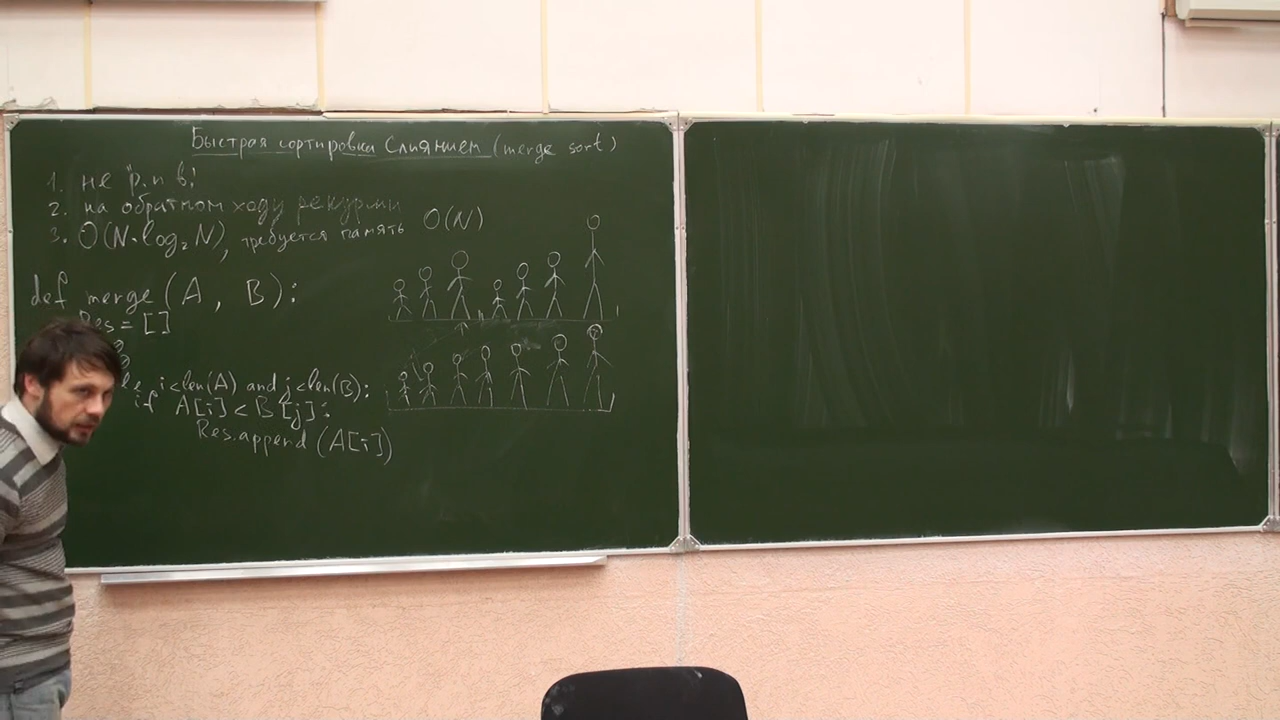 Быстрая сортировка Слиянием (merge sort)
1. не р. п в!
2. на обратном ходу рекурсии
3. O(N·log₂N), требуется память O(N)
def merge(A, B):
Res = []
i<len(A) and j<len(B):
if A[i] < B[j]:
Res.append(A[i])